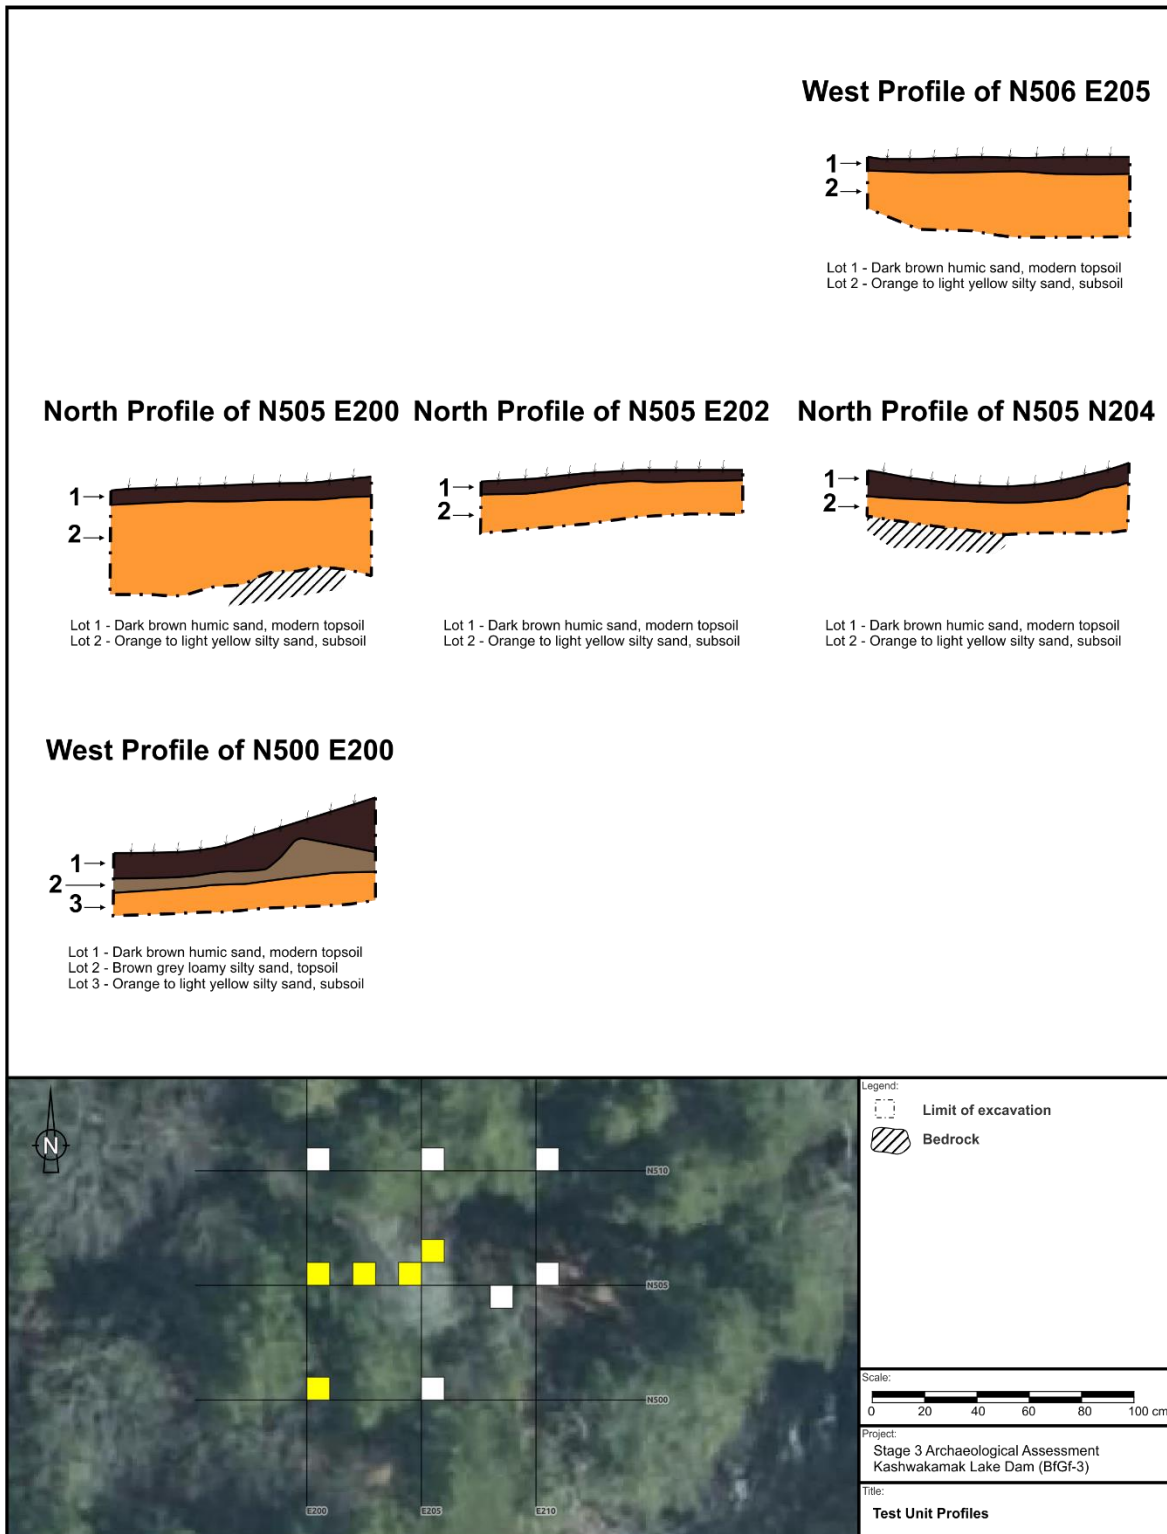 West Profile of N506 E205
1
2
Lot 1 - Dark brown humic sand, modern topsoil
Lot 2 - Orange to light yellow silty sand, subsoil
North Profile of N505 E200
1
2
Lot 1 - Dark brown humic sand, modern topsoil
Lot 2 - Orange to light yellow silty sand, subsoil
North Profile of N505 E202
1
2
Lot 1 - Dark brown humic sand, modern topsoil
Lot 2 - Orange to light yellow silty sand, subsoil
North Profile of N505 N204
1
2
Lot 1 - Dark brown humic sand, modern topsoil
Lot 2 - Orange to light yellow silty sand, subsoil
West Profile of N500 E200
1
2
3
Lot 1 - Dark brown humic sand, modern topsoil
Lot 2 - Brown grey loamy silty sand, topsoil
Lot 3 - Orange to light yellow silty sand, subsoil
N
N510
N505
N500
E200
E205
E210
Legend:
Limit of excavation
Bedrock
Scale:
0 20 40 60 80 100 cm
Project:
Stage 3 Archaeological Assessment
Kashwakamak Lake Dam (BfGf-3)
Title:
Test Unit Profiles